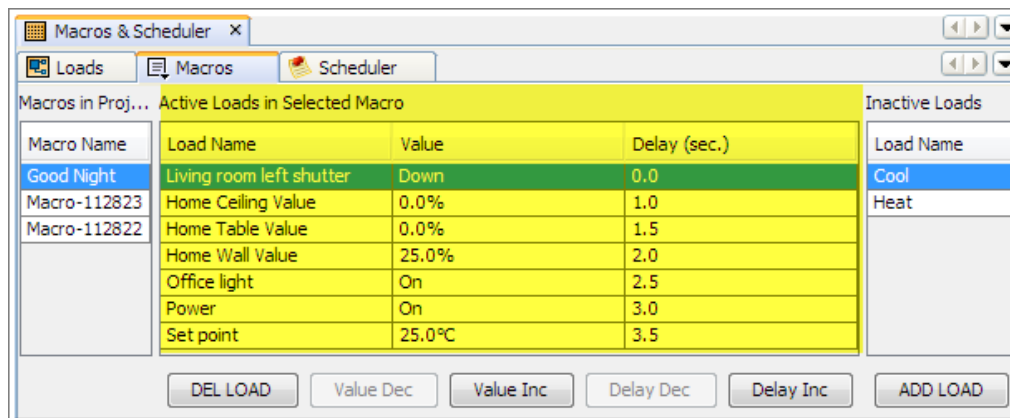 Macros & Scheduler
Loads Macros Scheduler
Macros in Proj... Active Loads in Selected Macro Inactive Loads
Macro Name Load Name Value Delay (sec.) Load Name
Good Night Living room left shutter Down 0.0 Cool
Macro-112823 Home Ceiling Value 0.0% 1.0 Heat
Macro-112822 Home Table Value 0.0% 1.5
Home Wall Value 25.0% 2.0
Office light On 2.5
Power On 3.0
Set point 25.0ºC 3.5
DEL LOAD Value Dec Value Inc Delay Dec Delay Inc ADD LOAD